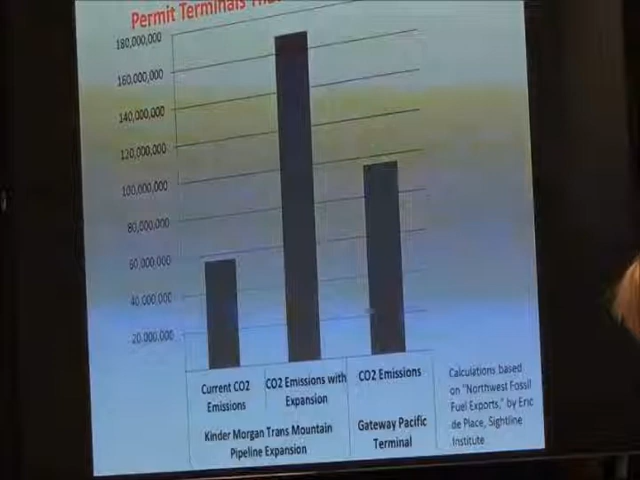 Permit Terminals
180,000,000
160,000,000
140,000,000
120,000,000
100,000,000
80,000,000
60,000,000
40,000,000
20,000,000
Current CO2
Emissions
CO2 Emissions with
Expansion
CO2 Emissions
Kinder Morgan Trans Mountain
Pipeline Expansion
Gateway Pacific
Terminal
Calculations based
on "Northwest Fossil
Fuel Exports," by Eric
de Place, Sightline
Institute